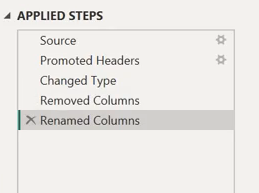 APPLIED STEPS
Source
Promoted Headers
Changed Type
Removed Columns
Renamed Columns